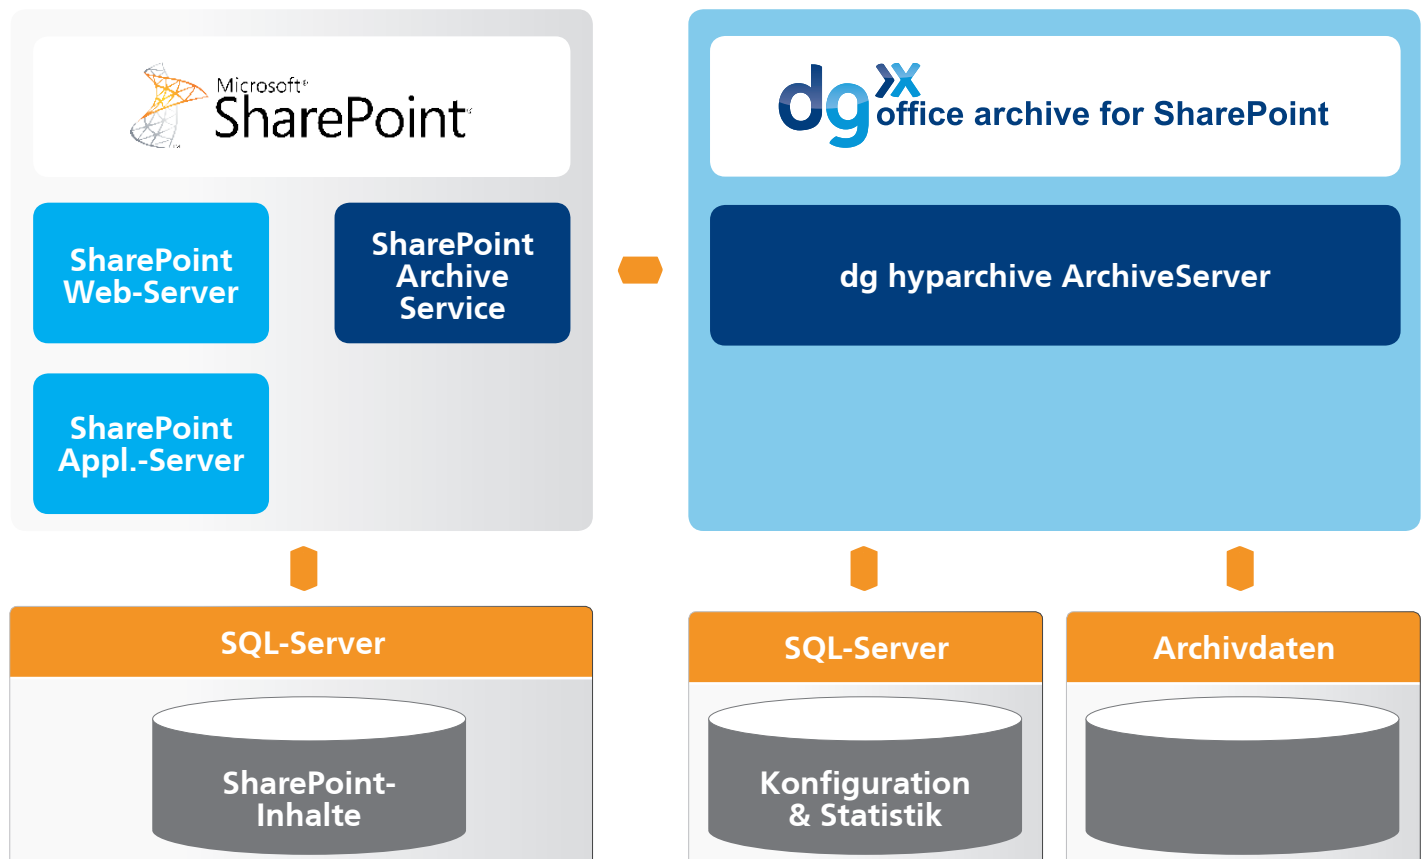 Microsoft®
SharePoint
dg xx
office archive for SharePoint
SharePoint
Web-Server
SharePoint
Archive
Service
dg hyparchive ArchiveServer
SharePoint
Appl.-Server
SQL-Server
SQL-Server
Archivdaten
SharePoint-
Inhalte
Konfiguration
& Statistik